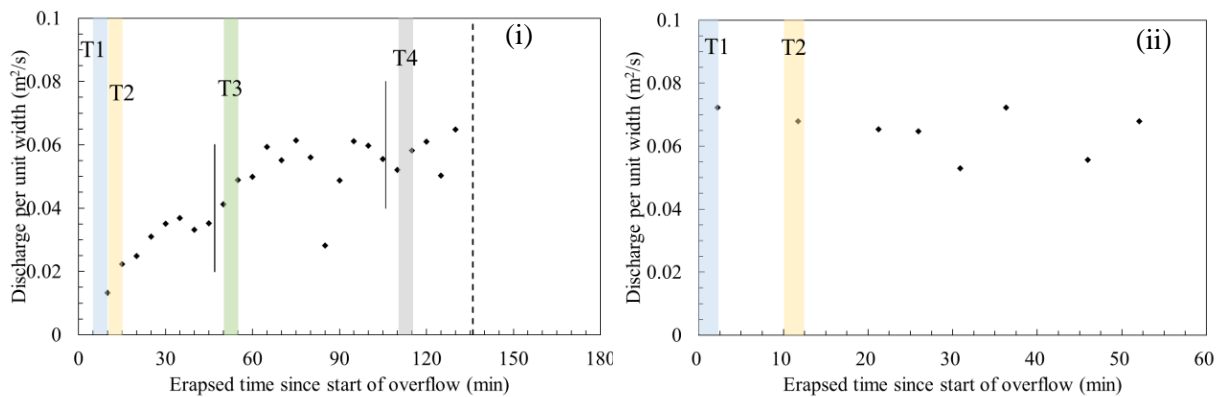 (i)
Discharge per unit width (m²/s)
0.1
0.08
0.06
0.04
0.02
0
T1
T2
T3
T4
0 30 60 90 120 150 180
Erapsed time since start of overflow (min)
(ii)
Discharge per unit width (m²/s)
0.1
0.08
0.06
0.04
0.02
0
T1
T2
0 10 20 30 40 50 60
Erapsed time since start of overflow (min)